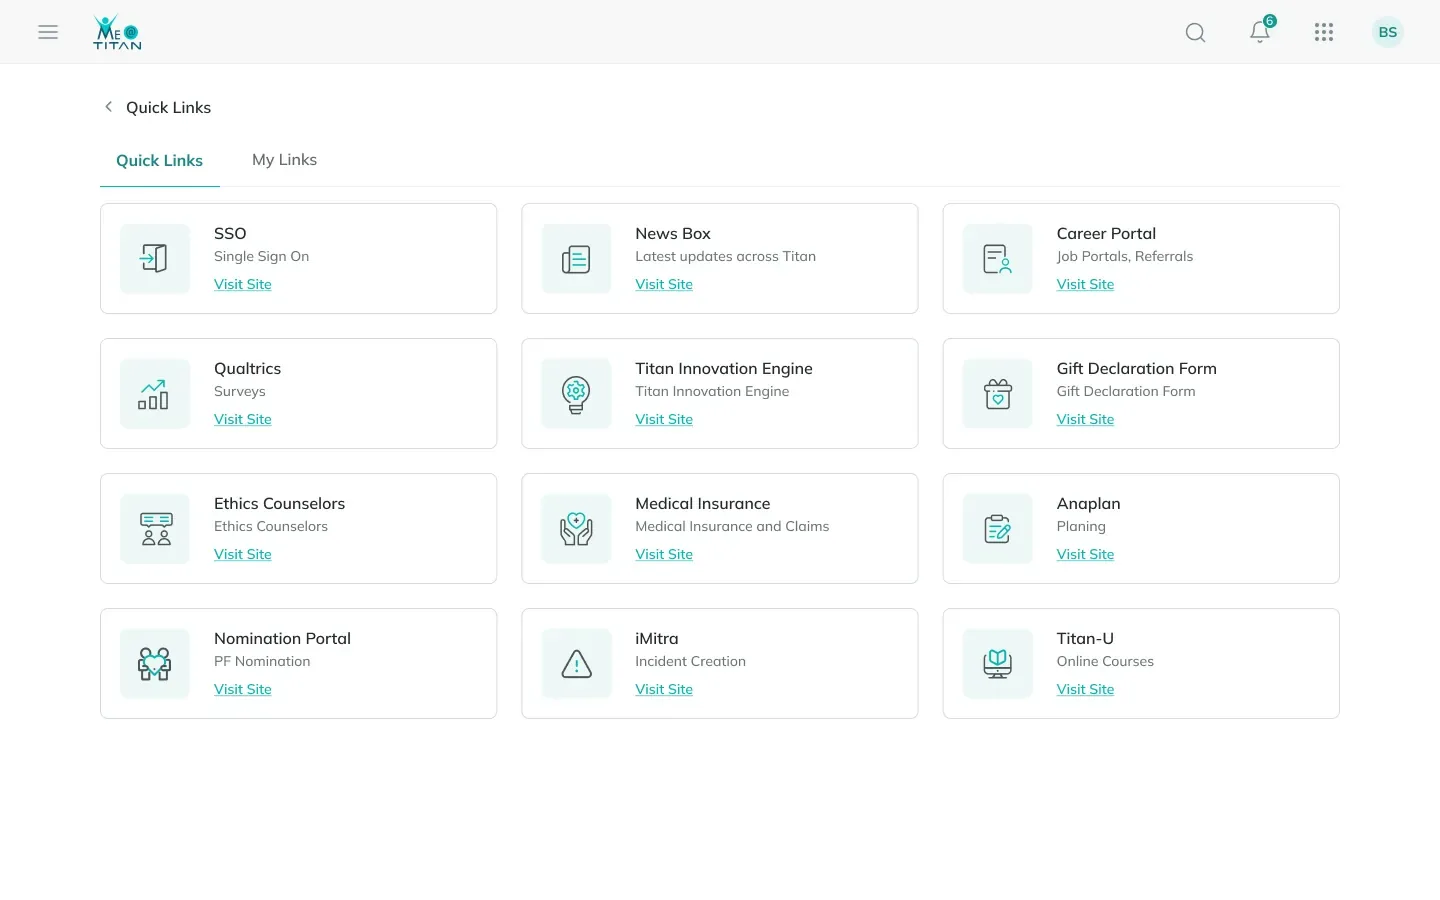 ME @
TITAN
6
BS
Quick Links
Quick Links
My Links
SSO
Single Sign On
Visit Site
News Box
Latest updates across Titan
Visit Site
Career Portal
Job Portals, Referrals
Visit Site
Qualtrics
Surveys
Visit Site
Titan Innovation Engine
Titan Innovation Engine
Visit Site
Gift Declaration Form
Gift Declaration Form
Visit Site
Ethics Counselors
Ethics Counselors
Visit Site
Medical Insurance
Medical Insurance and Claims
Visit Site
Anaplan
Planing
Visit Site
Nomination Portal
PF Nomination
Visit Site
iMitra
Incident Creation
Visit Site
Titan-U
Online Courses
Visit Site